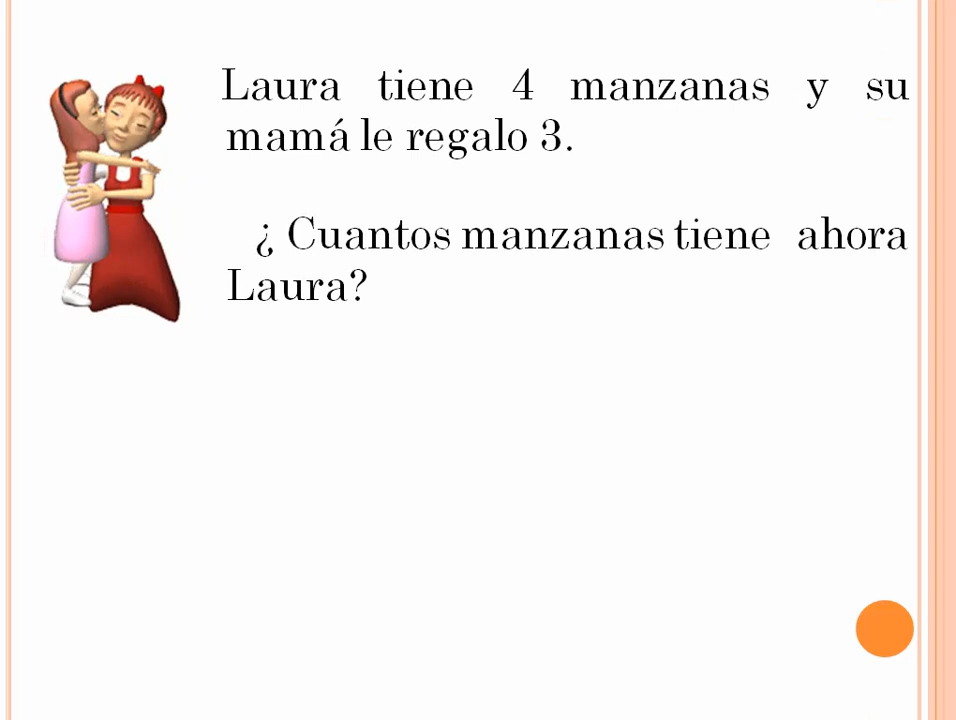 Laura tiene 4 manzanas y su
mamá le regalo 3.
¿ Cuantos manzanas tiene ahora
Laura?